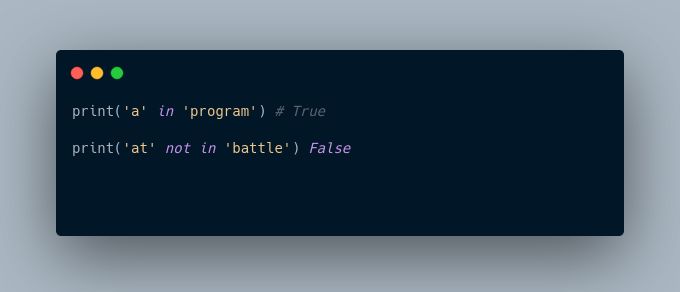 print('a' in 'program') # True
print('at' not in 'battle') False